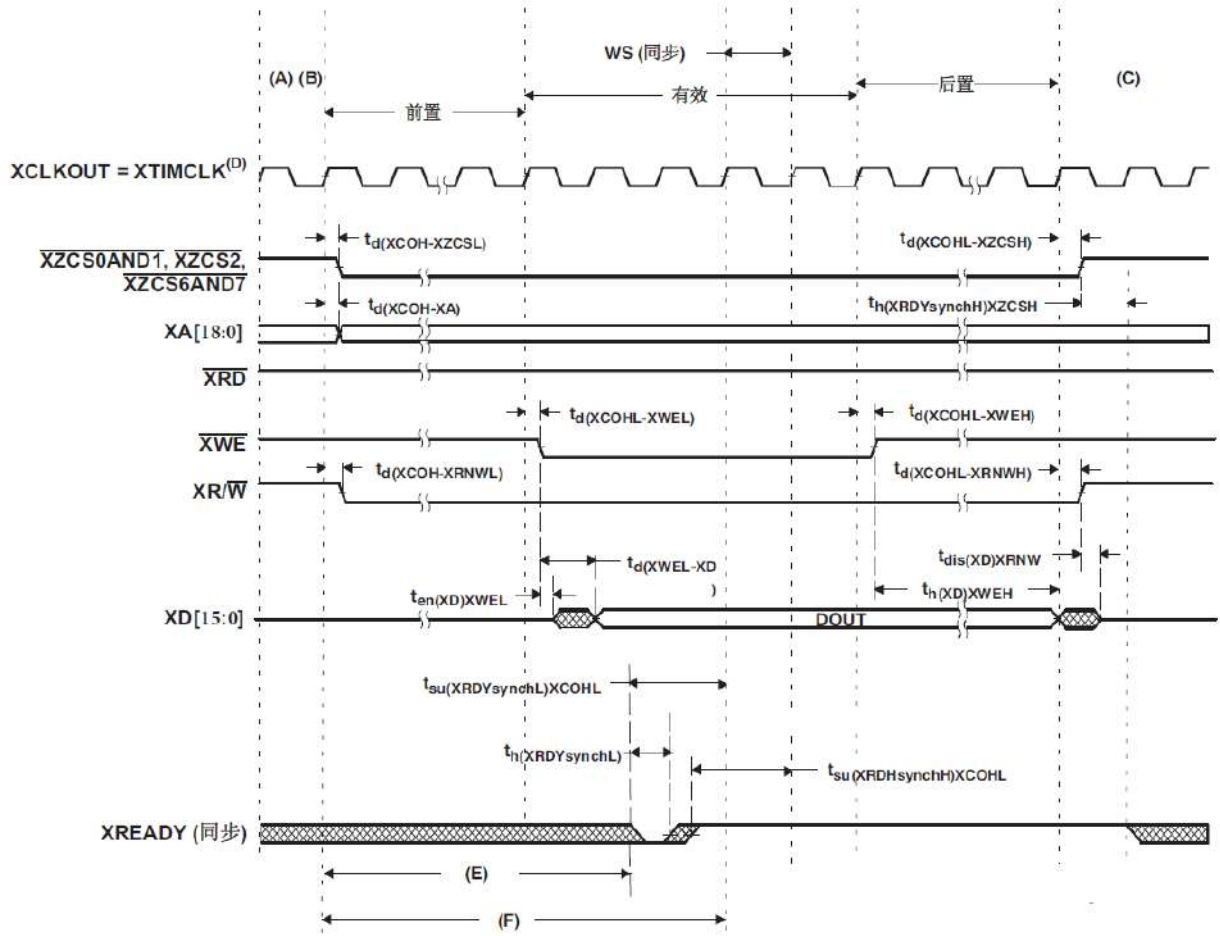 WS (同步)
(A) (B)
(C)
前置
有效
后置
XCLKOUT = XTIMCLK(D)
td(XCOH-XZCSL)
td(XCOHL-XZCSH)
XZCS0AND1, XZCS2,
XZCS6AND7
td(XCOH-XA)
th(XRDYsynchH)XZCSH
XA[18:0]
XRD
td(XCOHL-XWEL)
td(XCOHL-XWEH)
XWE
td(XCOH-XRNWL)
td(XCOHL-XRNWH)
XR/W
td(XWEL-XD
)
tdis(XD)XRNW
ten(XD)XWEL
th(XD)XWEH
XD[15:0]
DOUT
tsu(XRDYsynchL)XCOHL
th(XRDYsynchL)
tsu(XRDHsynchH)XCOHL
XREADY (同步)
(E)
(F)